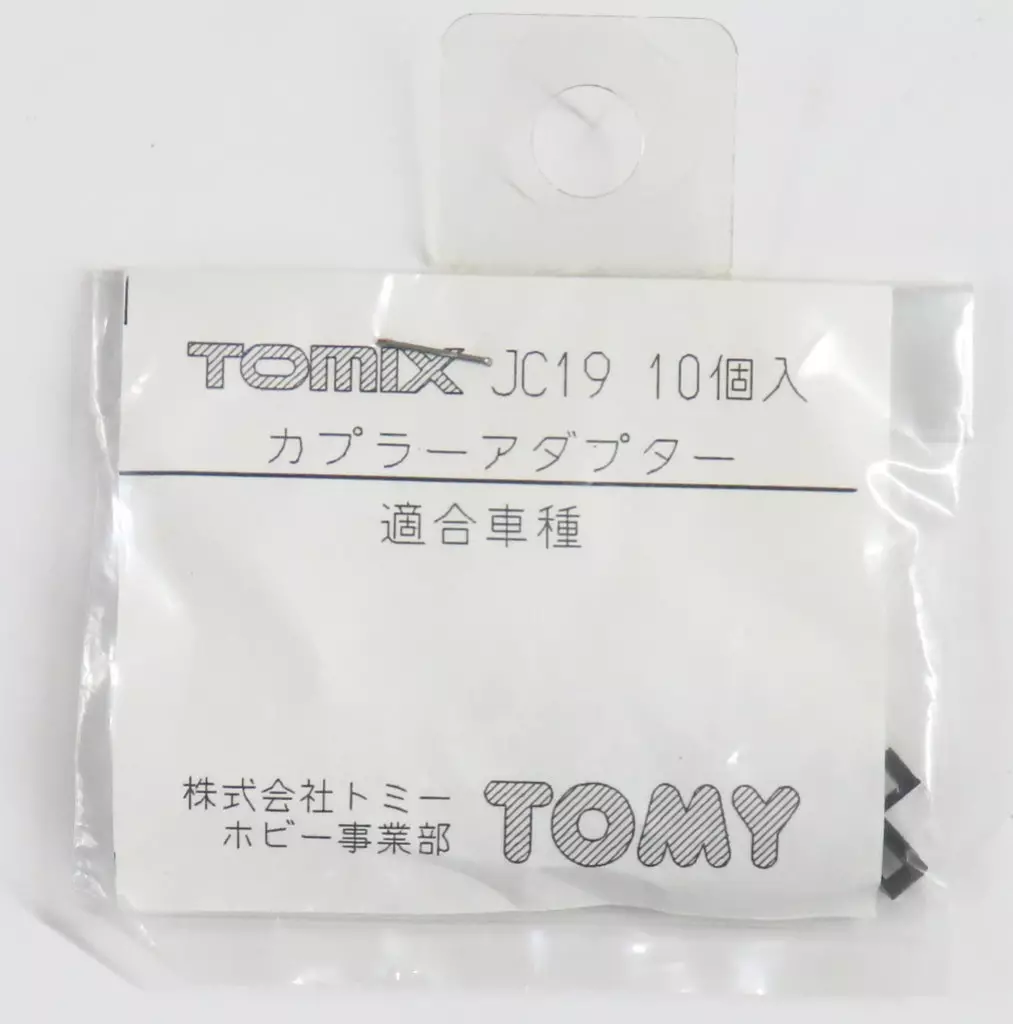 TOMIX JC19 10個入
カプラーアダプター
適合車種
株式会社トミー
ホビー事業部
TOMY